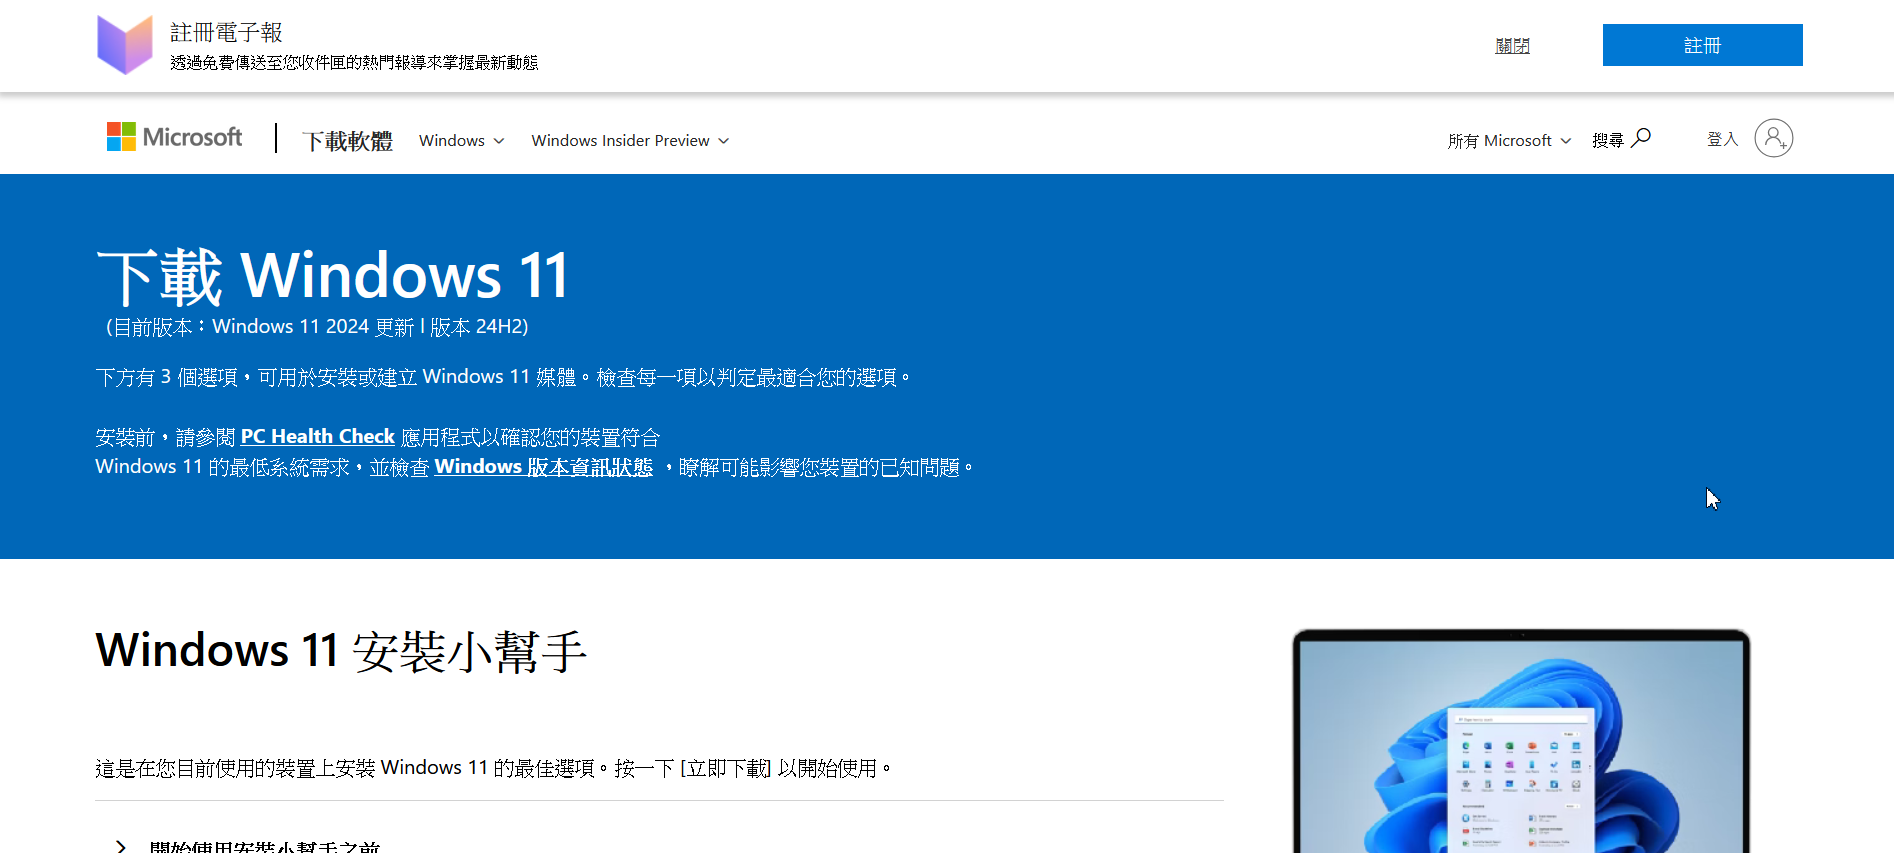 註冊電子報
透過免費傳送至您收件匣的熱門報導來掌握最新動態
關閉
註冊
Microsoft
下載軟體
Windows
Windows Insider Preview
所有 Microsoft
搜尋
登入
下載 Windows 11
(目前版本：Windows 11 2024 更新 l 版本 24H2)
下方有 3 個選項，可用於安裝或建立 Windows 11 媒體。檢查每一項以判定最適合您的選項。
安裝前，請參閱 PC Health Check 應用程式以確認您的裝置符合
Windows 11 的最低系統需求，並檢查 Windows 版本資訊狀態 ，瞭解可能影響您裝置的已知問題。
Windows 11 安裝小幫手
這是在您目前使用的裝置上安裝 Windows 11 的最佳選項。按一下 [立即下載] 以開始使用。
開始使用安裝小幫手之前